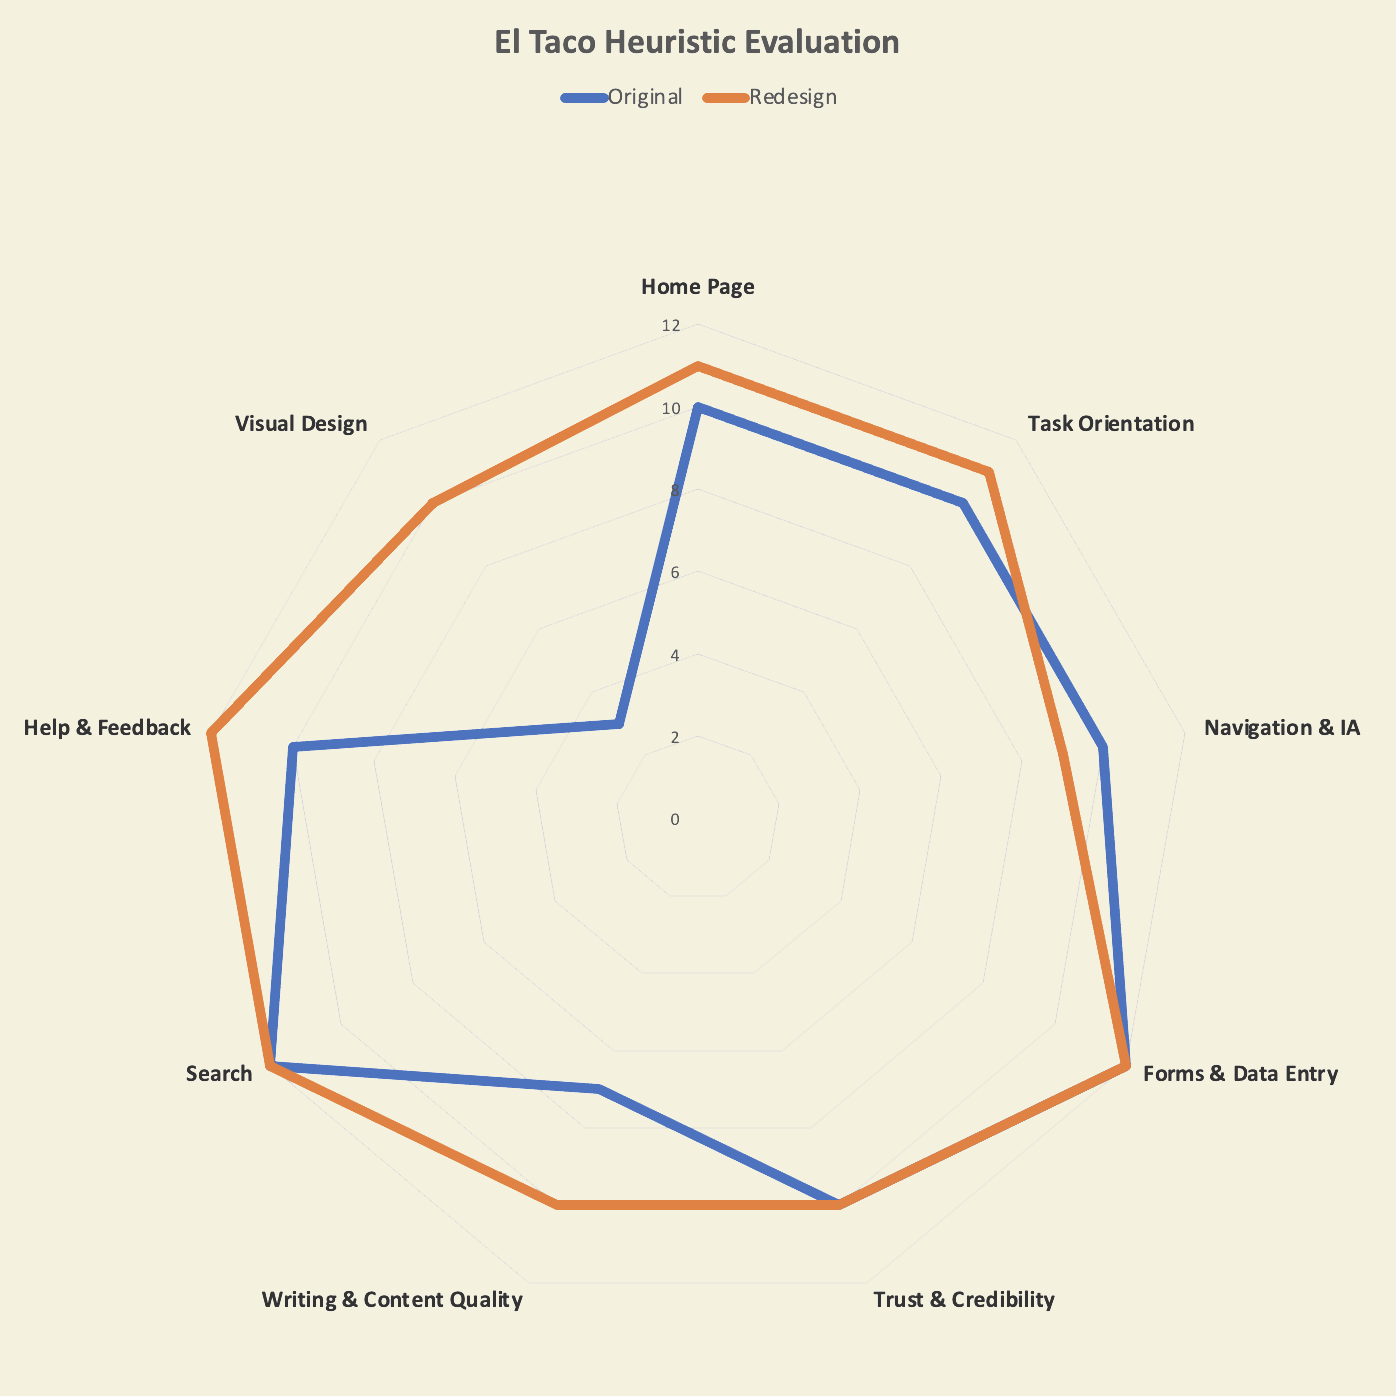 El Taco Heuristic Evaluation
Original Redesign
Home Page
12
Visual Design
Task Orientation
10
8
6
4
Help & Feedback
Navigation & IA
2
0
Search
Forms & Data Entry
Writing & Content Quality
Trust & Credibility